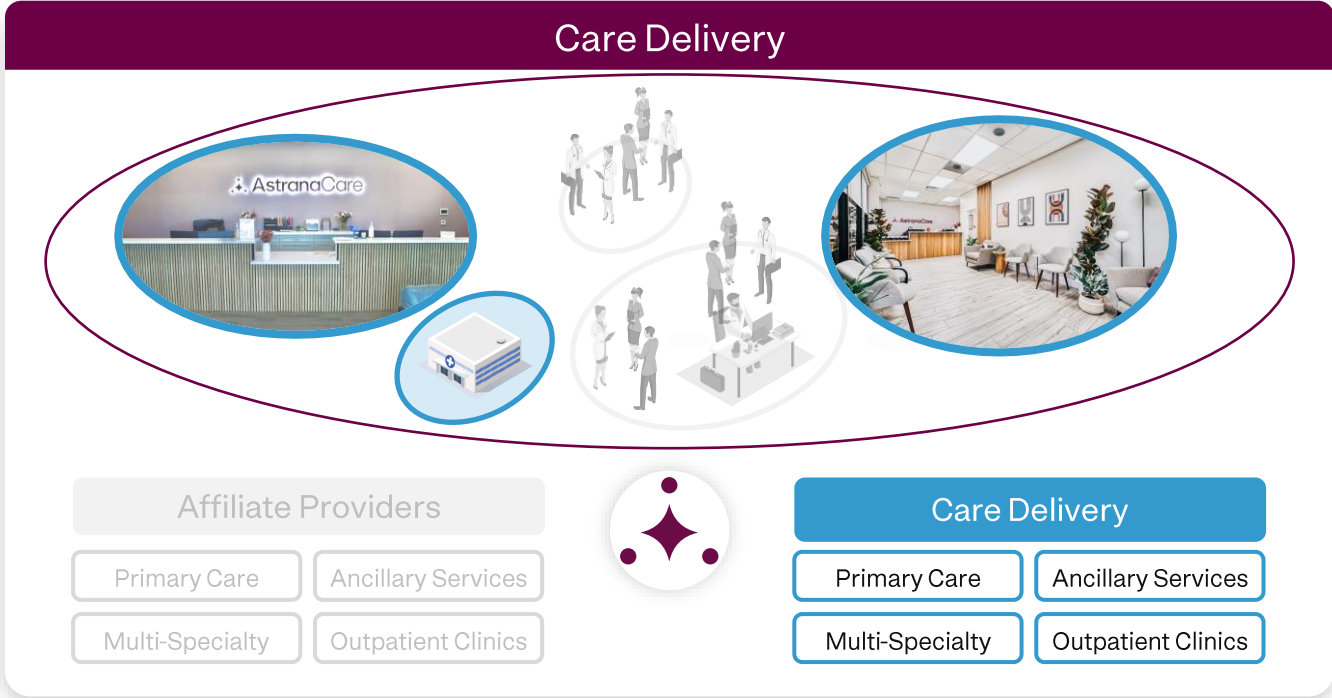 Care Delivery
AstranaCare
AstranaCare
Affiliate Providers
Primary Care
Ancillary Services
Multi-Specialty
Outpatient Clinics
Care Delivery
Primary Care
Ancillary Services
Multi-Specialty
Outpatient Clinics